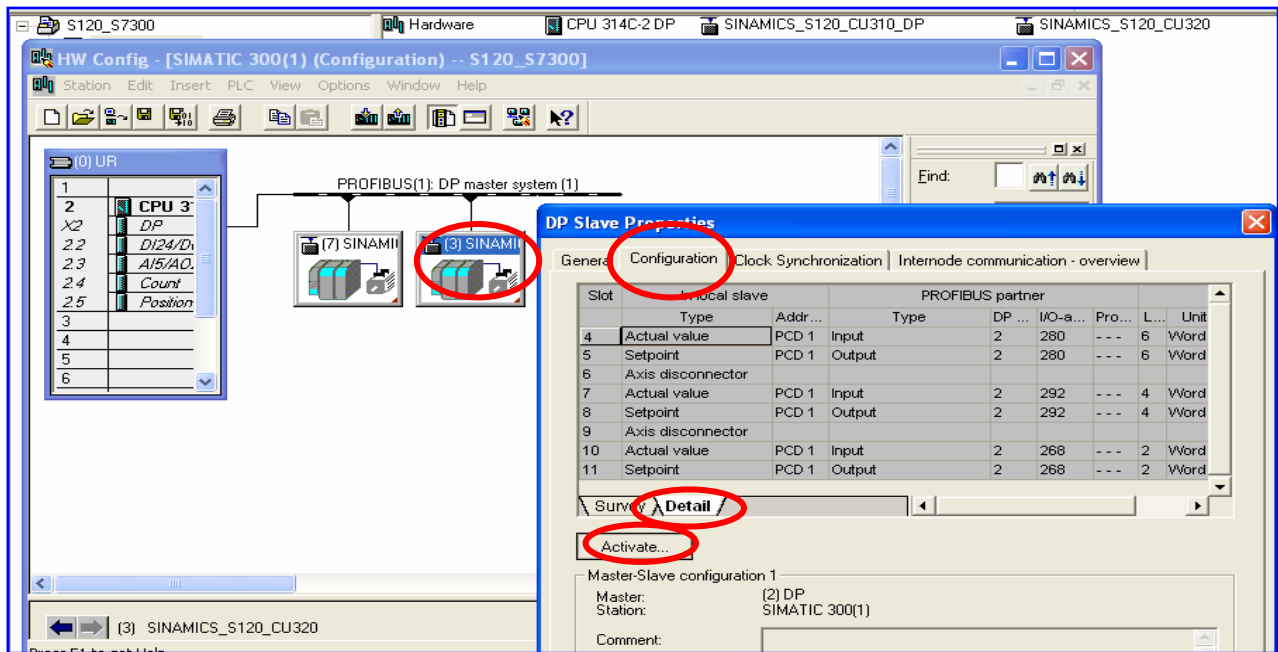 S120_S7300 Hardware CPU 314C-2 DP SINAMICS_S120_CU310_DP SINAMICS_S120_CU320
HW Config - [SIMATIC 300(1) (Configuration) -- S120_S7300]
Station Edit Insert PLC View Options Window Help
(0) UR
1
2 CPU 3
X2 DP
2.2 DI24/D
2.3 AI5/AO.
2.4 Count
2.5 Position
3
4
5
6
PROFIBUS(1): DP master system (1)
(7) SINAMI
(3) SINAMI
Find:
(3) SINAMICS_S120_CU320
Press F1 to get Help
DP Slave Properties
General Configuration Clock Synchronization Internode communication - overview
Slot local slave PROFIBUS partner
Type Addr... Type DP ... I/O-a... Pro... L... Unit
4 Actual value PCD 1 Input 2 280 - - - 6 Word
5 Setpoint PCD 1 Output 2 280 - - - 6 Word
6 Axis disconnector
7 Actual value PCD 1 Input 2 292 - - - 4 Word
8 Setpoint PCD 1 Output 2 292 - - - 4 Word
9 Axis disconnector
10 Actual value PCD 1 Input 2 268 - - - 2 Word
11 Setpoint PCD 1 Output 2 268 - - - 2 Word
Survey Detail
Activate...
Master-Slave configuration 1
Master: (2) DP
Station: SIMATIC 300(1)
Comment: